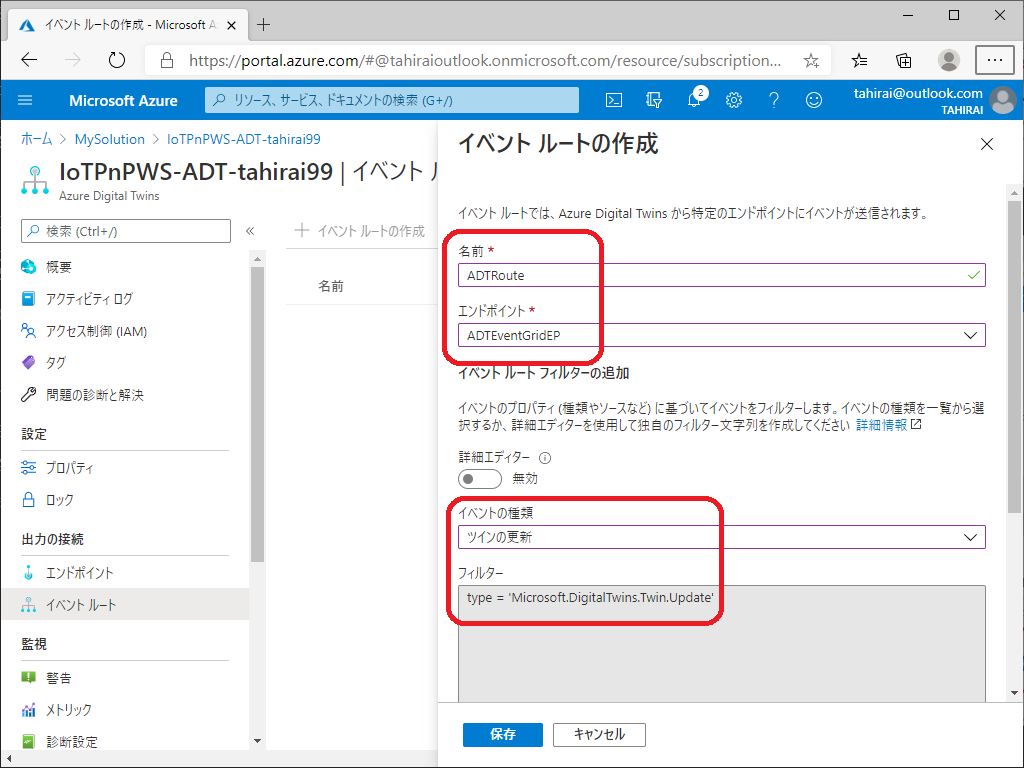 イベント ルートの作成 - Microsoft A
https://portal.azure.com/#@tahiraioutlook.onmicrosoft.com/resource/subscription...
Microsoft Azure
リソース、サービス、ドキュメントの検索 (G+/)
2
tahirai@outlook.com
TAHIRAI
ホーム > MySolution > IoTPnPWS-ADT-tahirai99
IoTPnPWS-ADT-tahirai99 | イベント ル
Azure Digital Twins
検索 (Ctrl+/)
«
概要
アクティビティ ログ
アクセス制御 (IAM)
タグ
問題の診断と解決
設定
プロパティ
ロック
出力の接続
エンドポイント
イベント ルート
監視
警告
メトリック
診断設定
イベント ルートの作成
名前
イベント ルートの作成
イベント ルートでは、Azure Digital Twins から特定のエンドポイントにイベントが送信されます。
名前 *
ADTRoute
エンドポイント *
ADTEventGridEP
イベント ルート フィルターの追加
イベントのプロパティ (種類やソースなど) に基づいてイベントをフィルターします。イベントの種類を一覧から選
択するか、詳細エディターを使用して独自のフィルター文字列を作成してください 詳細情報
詳細エディター
無効
イベントの種類
ツインの更新
フィルター
type = 'Microsoft.DigitalTwins.Twin.Update'
保存
キャンセル